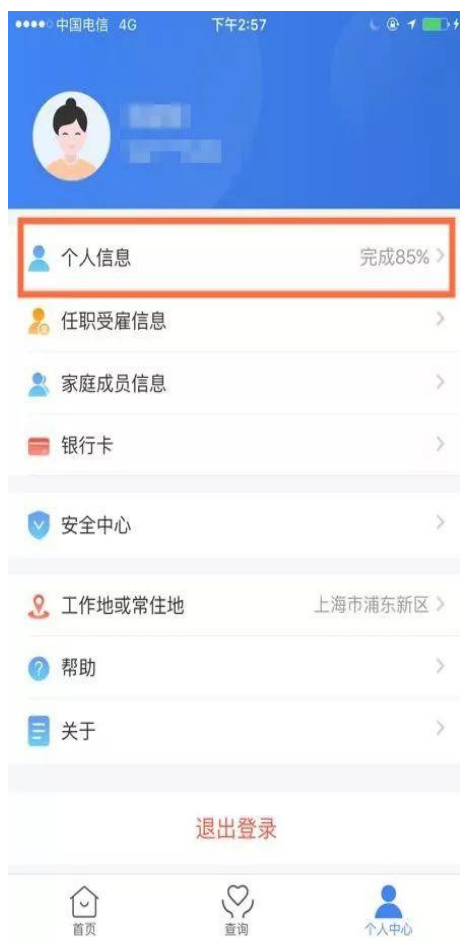 中国电信 4G 下午2:57
个人信息 完成85%
任职受雇信息
家庭成员信息
银行卡
安全中心
工作地或常住地 上海市浦东新区
帮助
关于
退出登录
首页 查询 个人中心